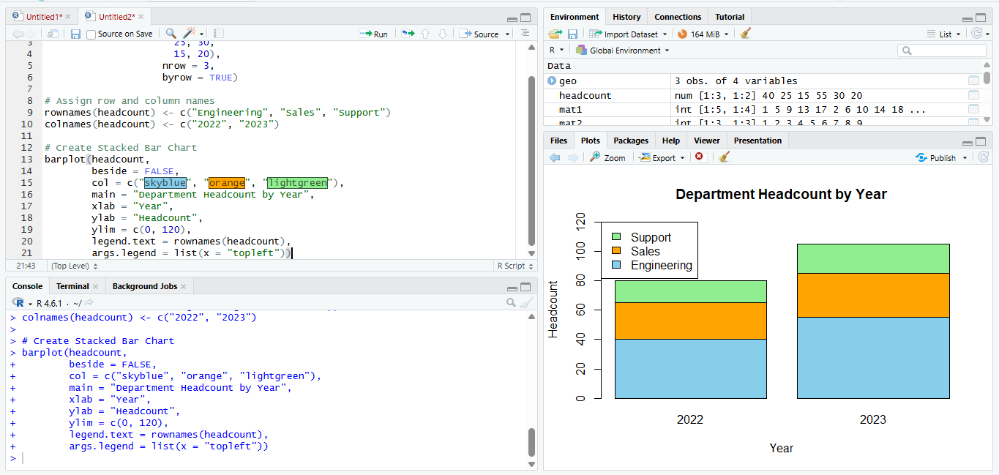 Untitled1* Untitled2*
Source on Save Run Source
3 25, 30,
4 15, 20),
5 nrow = 3,
6 byrow = TRUE)
7
8 # Assign row and column names
9 rownames(headcount) <- c("Engineering", "Sales", "Support")
10 colnames(headcount) <- c("2022", "2023")
11
12 # Create Stacked Bar Chart
13 barplot(headcount,
14 beside = FALSE,
15 col = c("skyblue", "orange", "lightgreen"),
16 main = "Department Headcount by Year",
17 xlab = "Year",
18 ylab = "Headcount",
19 ylim = c(0, 120),
20 legend.text = rownames(headcount),
21 args.legend = list(x = "topleft"))
21:43 (Top Level) R Script
Console Terminal Background Jobs
R R 4.6.1 · ~/
> colnames(headcount) <- c("2022", "2023")
>
> # Create Stacked Bar Chart
> barplot(headcount,
+ beside = FALSE,
+ col = c("skyblue", "orange", "lightgreen"),
+ main = "Department Headcount by Year",
+ xlab = "Year",
+ ylab = "Headcount",
+ ylim = c(0, 120),
+ legend.text = rownames(headcount),
+ args.legend = list(x = "topleft"))
>
Environment History Connections Tutorial
Import Dataset 164 MiB List
R Global Environment
Data
geo 3 obs. of 4 variables
headcount num [1:3, 1:2] 40 25 15 55 30 20
mat1 int [1:5, 1:4] 1 5 9 13 17 2 6 10 14 18 ...
mat2 int [1:3, 1:3] 1 2 3 4 5 6 7 8 9
Files Plots Packages Help Viewer Presentation
Zoom Export Publish
Department Headcount by Year
Headcount
120
100
80
60
40
20
0
Support
Sales
Engineering
2022 2023
Year